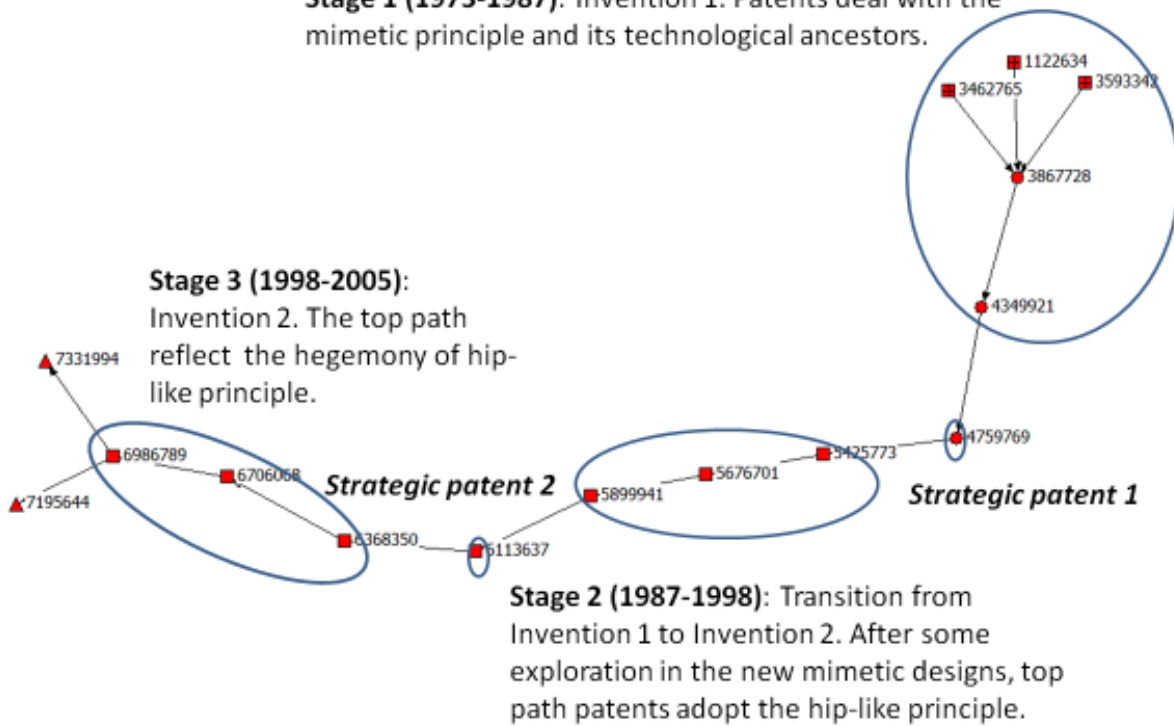 Stage 1 (1973-1987): Invention 1. Patents deal with the
mimetic principle and its technological ancestors.
1122634
3462765
3593342
3867728
4349921
Stage 3 (1998-2005):
Invention 2. The top path
reflect the hegemony of hip-
like principle.
7331994
4759769
5425773
6986789
6706068
5676701
Strategic patent 2
5899941
Strategic patent 1
7195644
6368350
6113637
Stage 2 (1987-1998): Transition from
Invention 1 to Invention 2. After some
exploration in the new mimetic designs, top
path patents adopt the hip-like principle.